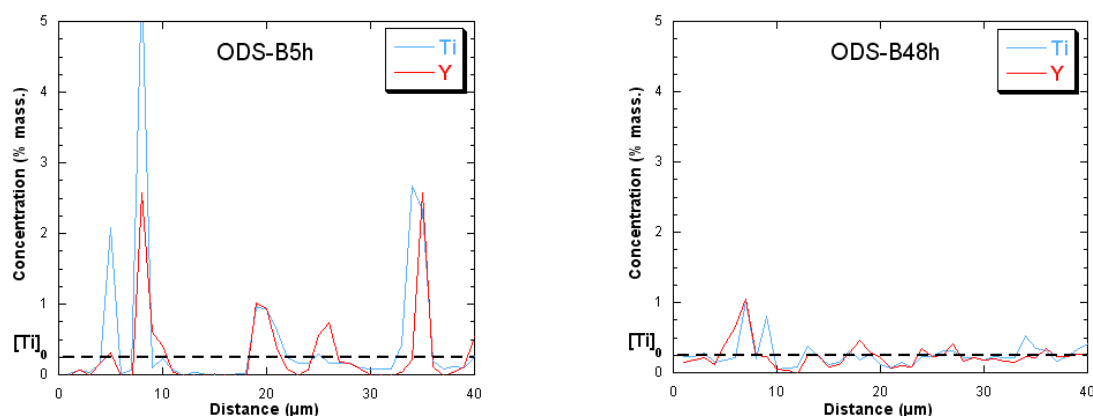 ODS-B5h
Ti
Y
5
4
3
2
1
0
[Ti]0
0
10
20
30
40
Concentration (% mass.)
Distance (µm)
ODS-B48h
Ti
Y
5
4
3
2
1
0
[Ti]0
0
10
20
30
40
Concentration (% mass.)
Distance (µm)